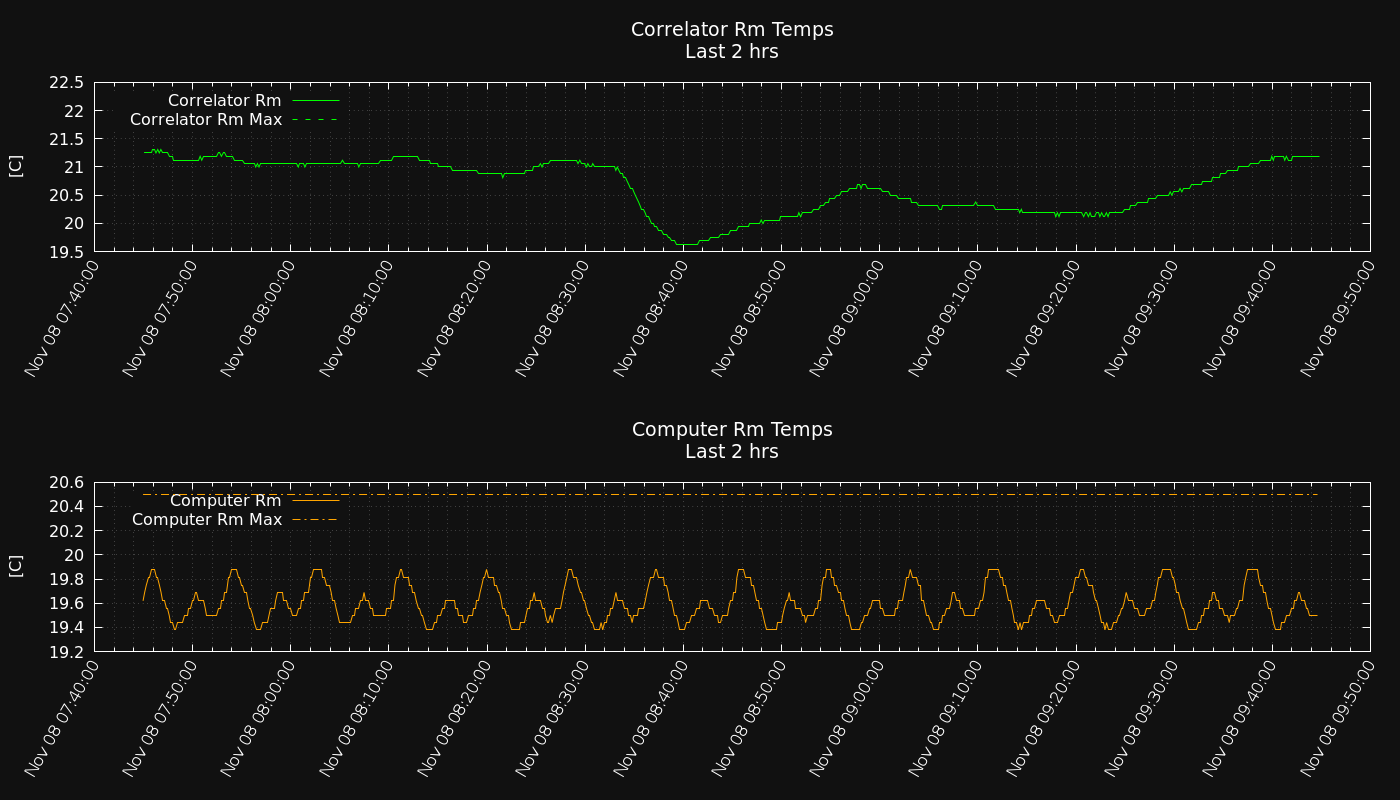 Correlator Rm Temps
Last 2 hrs
22.5
22
21.5
21
20.5
20
19.5
[C]
Correlator Rm
Correlator Rm Max
Nov 08 07:40:00
Nov 08 07:50:00
Nov 08 08:00:00
Nov 08 08:10:00
Nov 08 08:20:00
Nov 08 08:30:00
Nov 08 08:40:00
Nov 08 08:50:00
Nov 08 09:00:00
Nov 08 09:10:00
Nov 08 09:20:00
Nov 08 09:30:00
Nov 08 09:40:00
Nov 08 09:50:00
Computer Rm Temps
Last 2 hrs
20.6
20.4
20.2
20
19.8
19.6
19.4
19.2
[C]
Computer Rm
Computer Rm Max
Nov 08 07:40:00
Nov 08 07:50:00
Nov 08 08:00:00
Nov 08 08:10:00
Nov 08 08:20:00
Nov 08 08:30:00
Nov 08 08:40:00
Nov 08 08:50:00
Nov 08 09:00:00
Nov 08 09:10:00
Nov 08 09:20:00
Nov 08 09:30:00
Nov 08 09:40:00
Nov 08 09:50:00